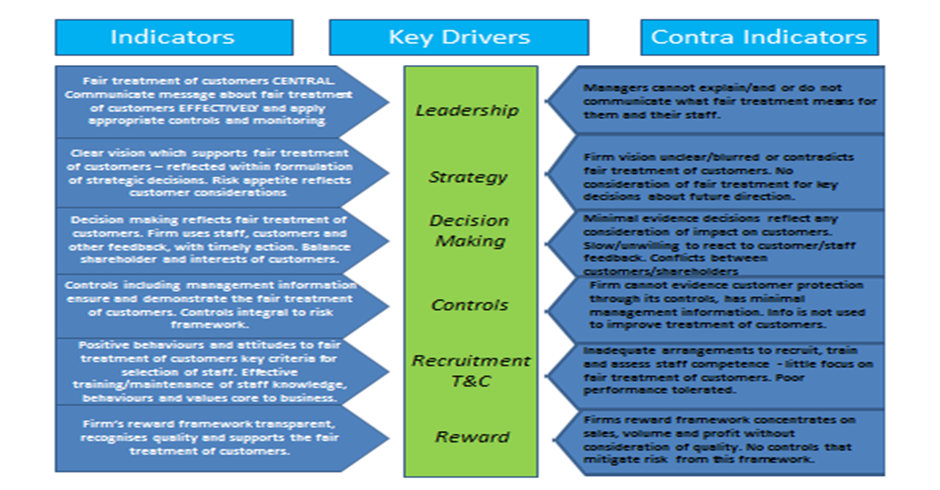 Indicators
Key Drivers
Contra Indicators
Fair treatment of customers CENTRAL.
Communicate message about fair treatment
of customers EFFECTIVELY and apply
appropriate controls and monitoring
Leadership
Managers cannot explain/and or do not
communicate what fair treatment means for
them and their staff.
Clear vision which supports fair treatment
of customers – reflected within formulation
of strategic decisions. Risk appetite reflects
customer considerations
Strategy
Firm vision unclear/blurred or contradicts
fair treatment of customers. No
consideration of fair treatment for key
decisions about future direction.
Decision making reflects fair treatment of
customers. Firm uses staff, customers and
other feedback, with timely action. Balance
shareholder and interests of customers.
Decision
Making
Minimal evidence decisions reflect any
consideration of impact on customers.
Slow/unwilling to react to customer/staff
feedback. Conflicts between
customers/shareholders
Controls including management information
ensure and demonstrate the fair treatment
of customers. Controls integral to risk
framework.
Controls
Firm cannot evidence customer protection
through its controls, has minimal
management information. Info is not used
to improve treatment of customers.
Positive behaviours and attitudes to fair
treatment of customers key criteria for
selection of staff. Effective
training/maintenance of staff knowledge,
behaviours and values core to business.
Recruitment
T&C
Inadequate arrangements to recruit, train
and assess staff competence - little focus on
fair treatment of customers. Poor
performance tolerated.
Firm's reward framework transparent,
recognises quality and supports the fair
treatment of customers.
Reward
Firms reward framework concentrates on
sales, volume and profit without
consideration of quality. No controls that
mitigate risk from this framework.